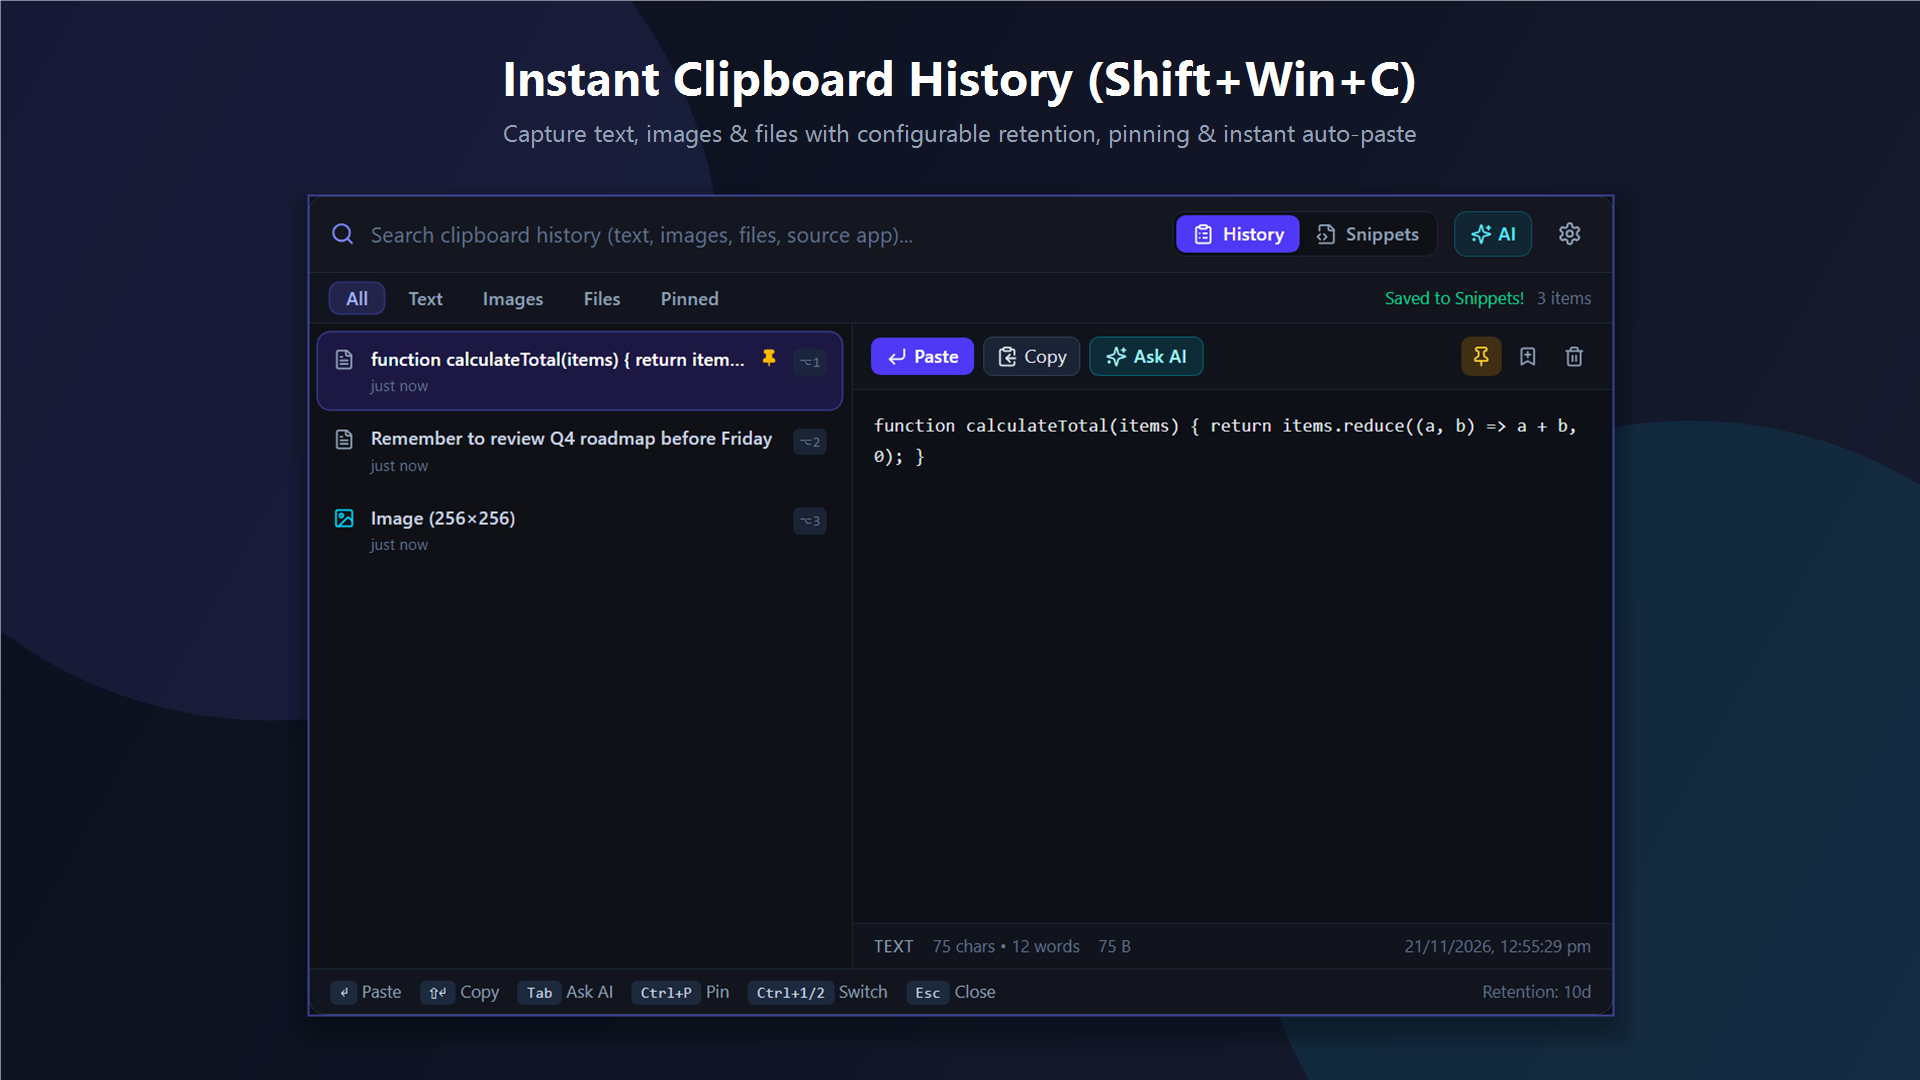 Instant Clipboard History (Shift+Win+C)
Capture text, images & files with configurable retention, pinning & instant auto-paste
Search clipboard history (text, images, files, source app)...
History
Snippets
AI
All
Text
Images
Files
Pinned
Saved to Snippets!
3 items
function calculateTotal(items) { return item...
⌥1
just now
Remember to review Q4 roadmap before Friday
⌥2
just now
Image (256×256)
⌥3
just now
Paste
Copy
Ask AI
function calculateTotal(items) { return items.reduce((a, b) => a + b,
0); }
TEXT
75 chars • 12 words
75 B
21/11/2026, 12:55:29 pm
↵ Paste
⇧↵ Copy
Tab Ask AI
Ctrl+P Pin
Ctrl+1/2 Switch
Esc Close
Retention: 10d